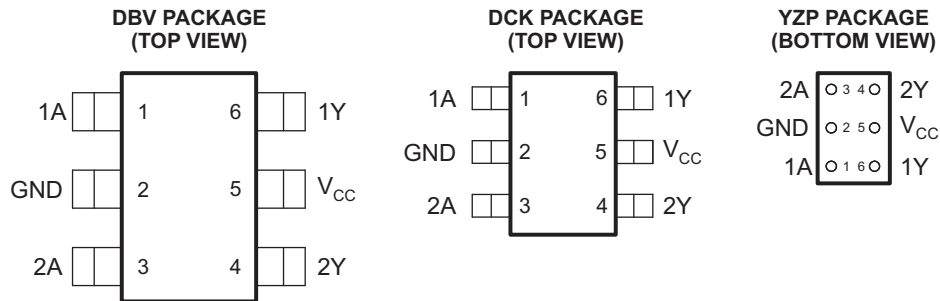 DBV PACKAGE
(TOP VIEW)
1A 1 6 1Y
GND 2 5 VCC
2A 3 4 2Y
DCK PACKAGE
(TOP VIEW)
1A 1 6 1Y
GND 2 5 VCC
2A 3 4 2Y
YZP PACKAGE
(BOTTOM VIEW)
2A 3 4 2Y
GND 2 5 VCC
1A 1 6 1Y